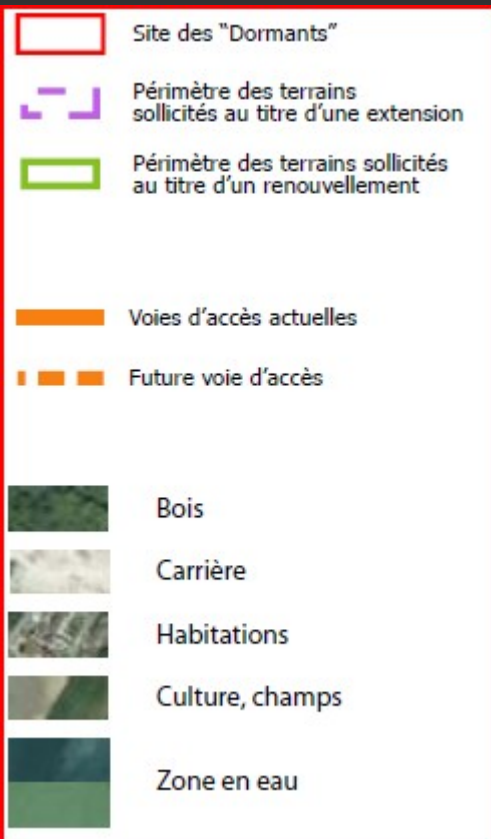 Site des “Dormants”
Périmètre des terrains
sollicités au titre d’une extension
Périmètre des terrains sollicités
au titre d’un renouvellement
Voies d’accès actuelles
Future voie d’accès
Bois
Carrière
Habitations
Culture, champs
Zone en eau